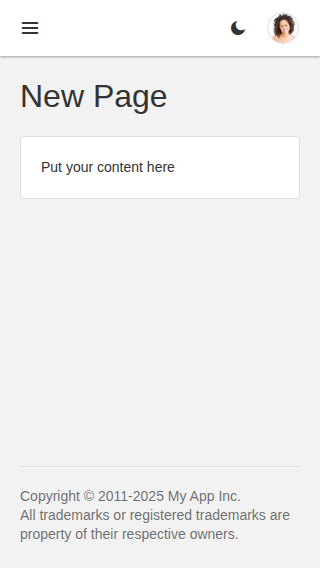 New Page
Put your content here
Copyright © 2011-2025 My App Inc.
All trademarks or registered trademarks are
property of their respective owners.